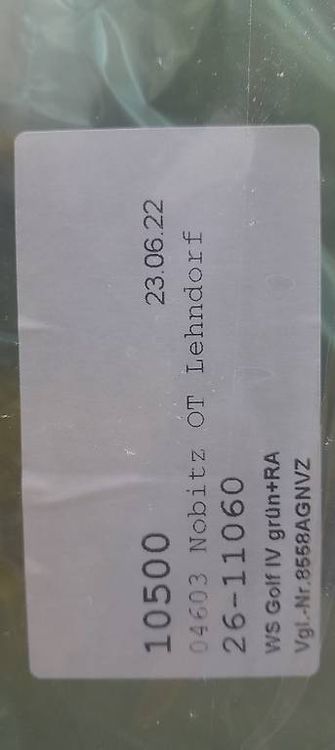 10500 23.06.22
04603 Nobitz OT Lehndorf
26-11060
WS Golf IV grün+RA
Vgl.-Nr.8558AGNVZ